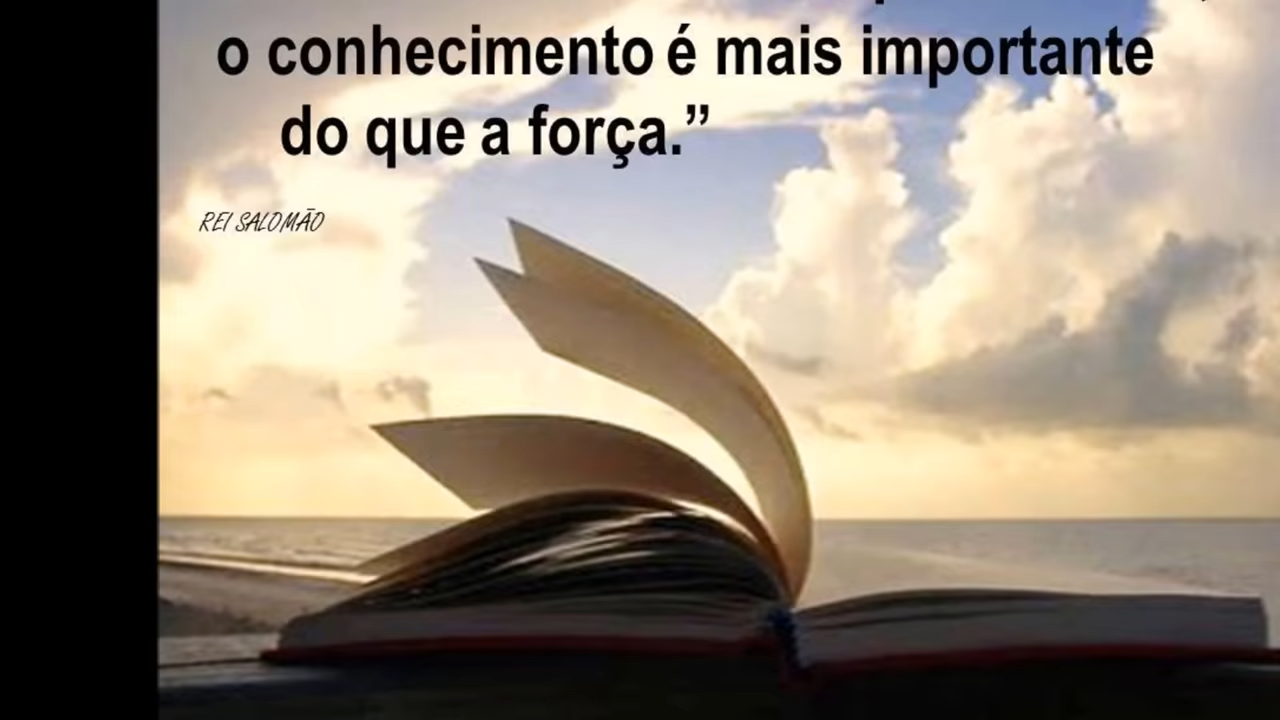 o conhecimento é mais importante
do que a força.”
REI SALOMÃO